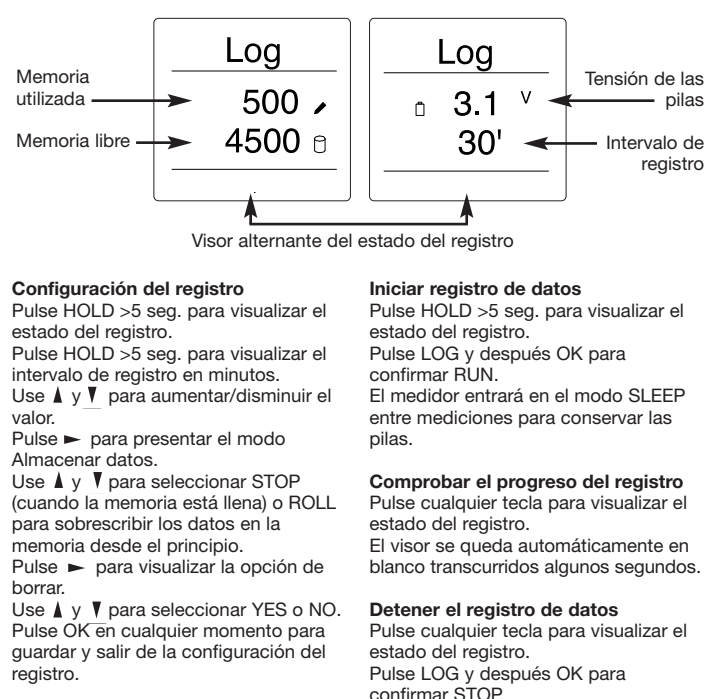 Log
500
4500
Memoria
utilizada
Memoria libre
Log
3.1 V
30'
Tensión de las
pilas
Intervalo de
registro
Visor alternante del estado del registro
Configuración del registro
Pulse HOLD >5 seg. para visualizar el
estado del registro.
Pulse HOLD >5 seg. para visualizar el
intervalo de registro en minutos.
Use ▲ y ▼ para aumentar/disminuir el
valor.
Pulse ► para presentar el modo
Almacenar datos.
Use ▲ y ▼ para seleccionar STOP
(cuando la memoria está llena) o ROLL
para sobrescribir los datos en la
memoria desde el principio.
Pulse ► para visualizar la opción de
borrar.
Use ▲ y ▼ para seleccionar YES o NO.
Pulse OK en cualquier momento para
guardar y salir de la configuración del
registro.
Iniciar registro de datos
Pulse HOLD >5 seg. para visualizar el
estado del registro.
Pulse LOG y después OK para
confirmar RUN.
El medidor entrará en el modo SLEEP
entre mediciones para conservar las
pilas.
Comprobar el progreso del registro
Pulse cualquier tecla para visualizar el
estado del registro.
El visor se queda automáticamente en
blanco transcurridos algunos segundos.
Detener el registro de datos
Pulse cualquier tecla para visualizar el
estado del registro.
Pulse LOG y después OK para
confirmar STOP